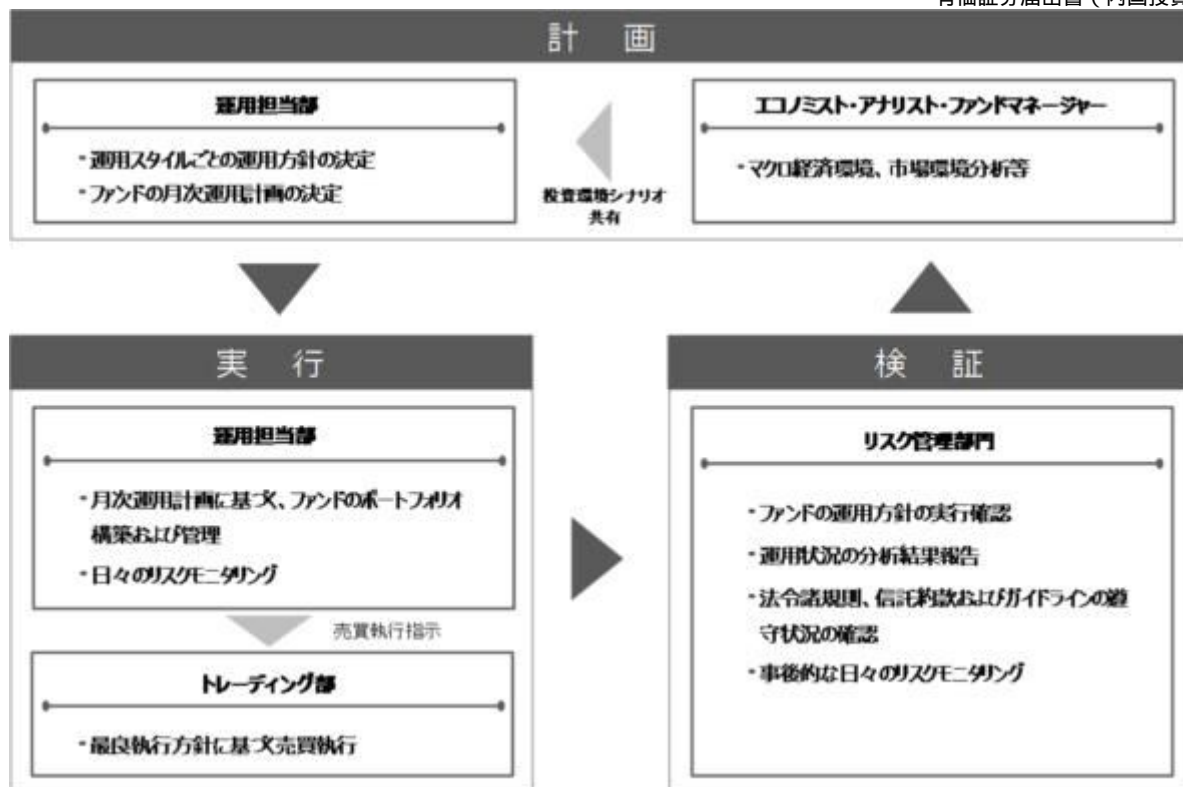 計 画
運用担当部
・運用スタイルごとの運用方針の決定
・ファンドの月次運用計画の決定
投資環境シナリオ
共有
エコノミスト・アナリスト・ファンドマネージャー
・マクロ経済環境、市場環境分析等
実 行
運用担当部
・月次運用計画に基づく、ファンドのポートフォリオ
構築および管理
・日々のリスクモニタリング
売買執行指示
トレーディング部
・最良執行方針に基づく売買執行
検 証
リスク管理部門
・ファンドの運用方針の実行確認
・運用状況の分析結果報告
・法令諸規則、信託約款およびガイドラインの遵
守状況の確認
・事後的な日々のリスクモニタリング